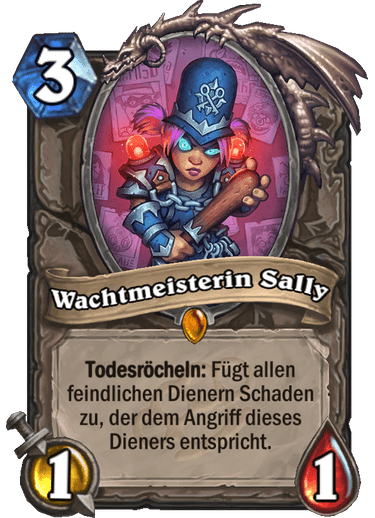 3
Wachtmeisterin Sally
Todesröcheln: Fügt allen
feindlichen Dienern Schaden
zu, der dem Angriff dieses
Dieners entspricht.
1
1